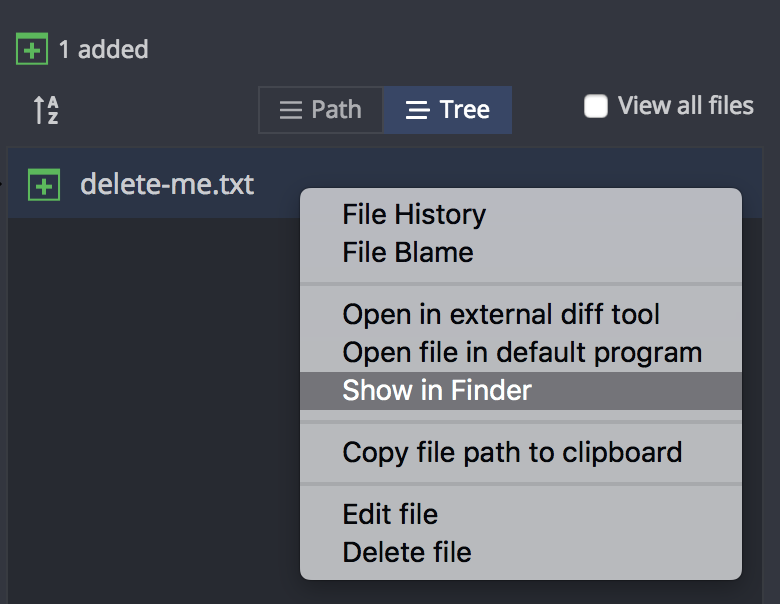 1 added
A
Z
Path
Tree
View all files
delete-me.txt
File History
File Blame
Open in external diff tool
Open file in default program
Show in Finder
Copy file path to clipboard
Edit file
Delete file